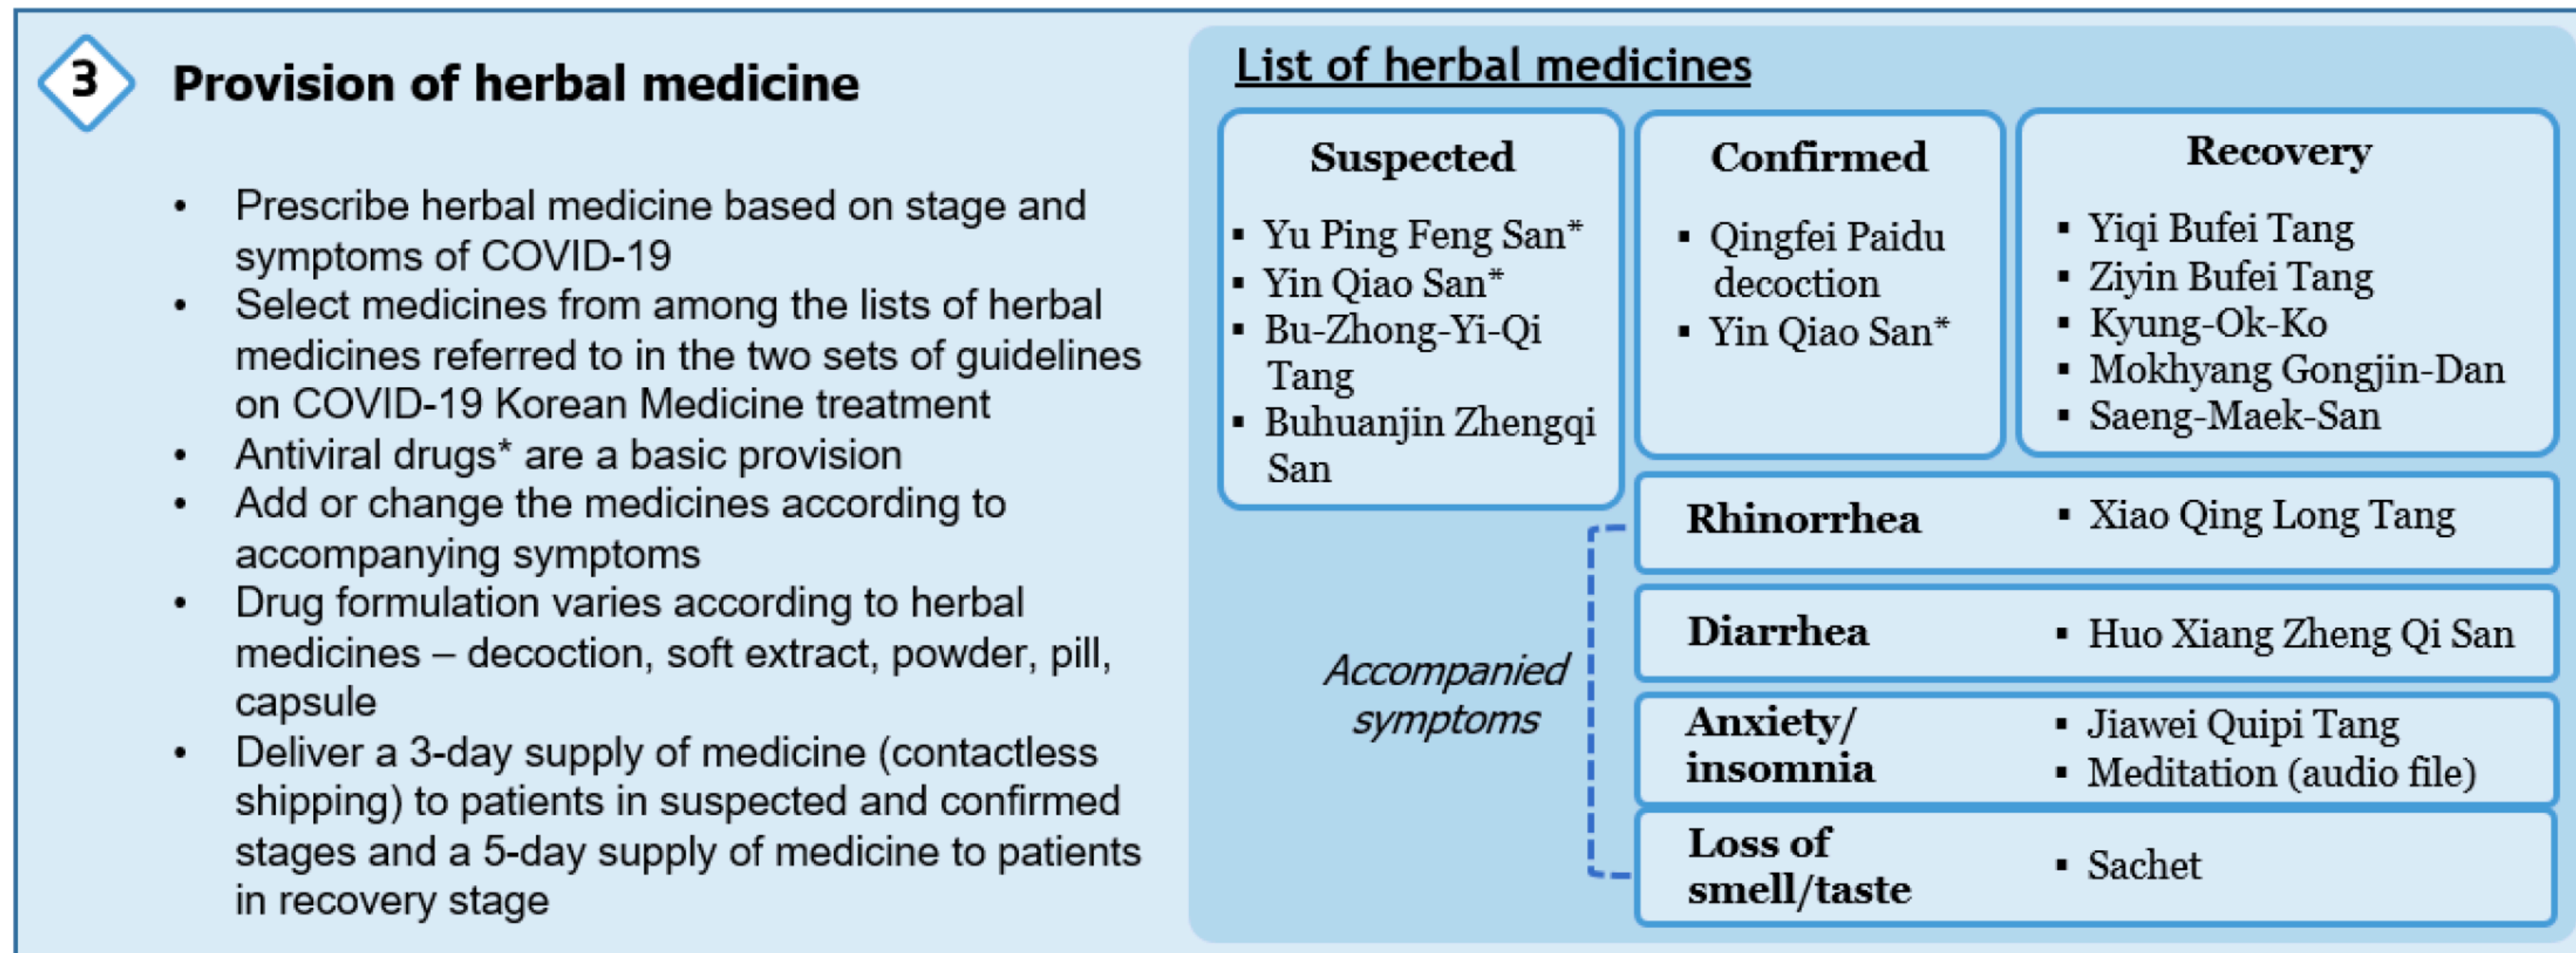 3
Provision of herbal medicine
• Prescribe herbal medicine based on stage and
symptoms of COVID-19
• Select medicines from among the lists of herbal
medicines referred to in the two sets of guidelines
on COVID-19 Korean Medicine treatment
• Antiviral drugs* are a basic provision
• Add or change the medicines according to
accompanying symptoms
• Drug formulation varies according to herbal
medicines – decoction, soft extract, powder, pill,
capsule
• Deliver a 3-day supply of medicine (contactless
shipping) to patients in suspected and confirmed
stages and a 5-day supply of medicine to patients
in recovery stage
List of herbal medicines
Suspected
▪ Yu Ping Feng San*
▪ Yin Qiao San*
▪ Bu-Zhong-Yi-Qi
Tang
▪ Buhuanjin Zhengqi
San
Confirmed
▪ Qingfei Paidu
decoction
▪ Yin Qiao San*
Recovery
▪ Yiqi Bufei Tang
▪ Ziyin Bufei Tang
▪ Kyung-Ok-Ko
▪ Mokhyang Gongjin-Dan
▪ Saeng-Maek-San
Accompanied
symptoms
Rhinorrhea
▪ Xiao Qing Long Tang
Diarrhea
▪ Huo Xiang Zheng Qi San
Anxiety/
insomnia
▪ Jiawei Quipi Tang
▪ Meditation (audio file)
Loss of
smell/taste
▪ Sachet